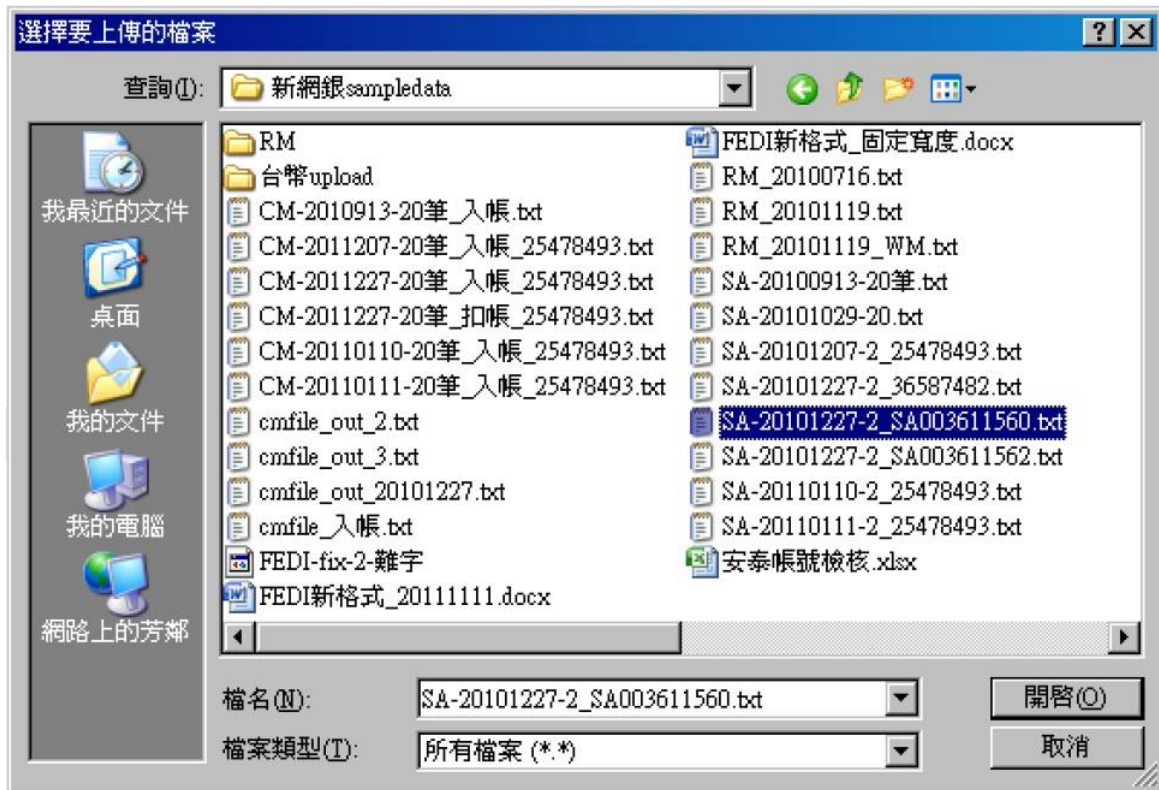 選擇要上傳的檔案
查詢(I):
新網銀sampledata
我最近的文件
桌面
我的文件
我的電腦
網路上的芳鄰
RM
台幣upload
CM-2010913-20筆_入帳.txt
CM-2011207-20筆_入帳_25478493.txt
CM-2011227-20筆_入帳_25478493.txt
CM-2011227-20筆_扣帳_25478493.txt
CM-20110110-20筆_入帳_25478493.txt
CM-20110111-20筆_入帳_25478493.txt
cmfile_out_2.txt
cmfile_out_3.txt
cmfile_out_20101227.txt
cmfile_入帳.txt
FEDI-fix-2-難字
FEDI新格式_20111111.docx
FEDI新格式_固定寬度.docx
RM_20100716.txt
RM_20101119.txt
RM_20101119_WM.txt
SA-20100913-20筆.txt
SA-20101029-20.txt
SA-20101207-2_25478493.txt
SA-20101227-2_36587482.txt
SA-20101227-2_SA003611560.txt
SA-20101227-2_SA003611562.txt
SA-20110110-2_25478493.txt
SA-20110111-2_25478493.txt
安泰帳號檢核.xlsx
檔名(N):
SA-20101227-2_SA003611560.txt
開啓(O)
檔案類型(T):
所有檔案 (*.*)
取消